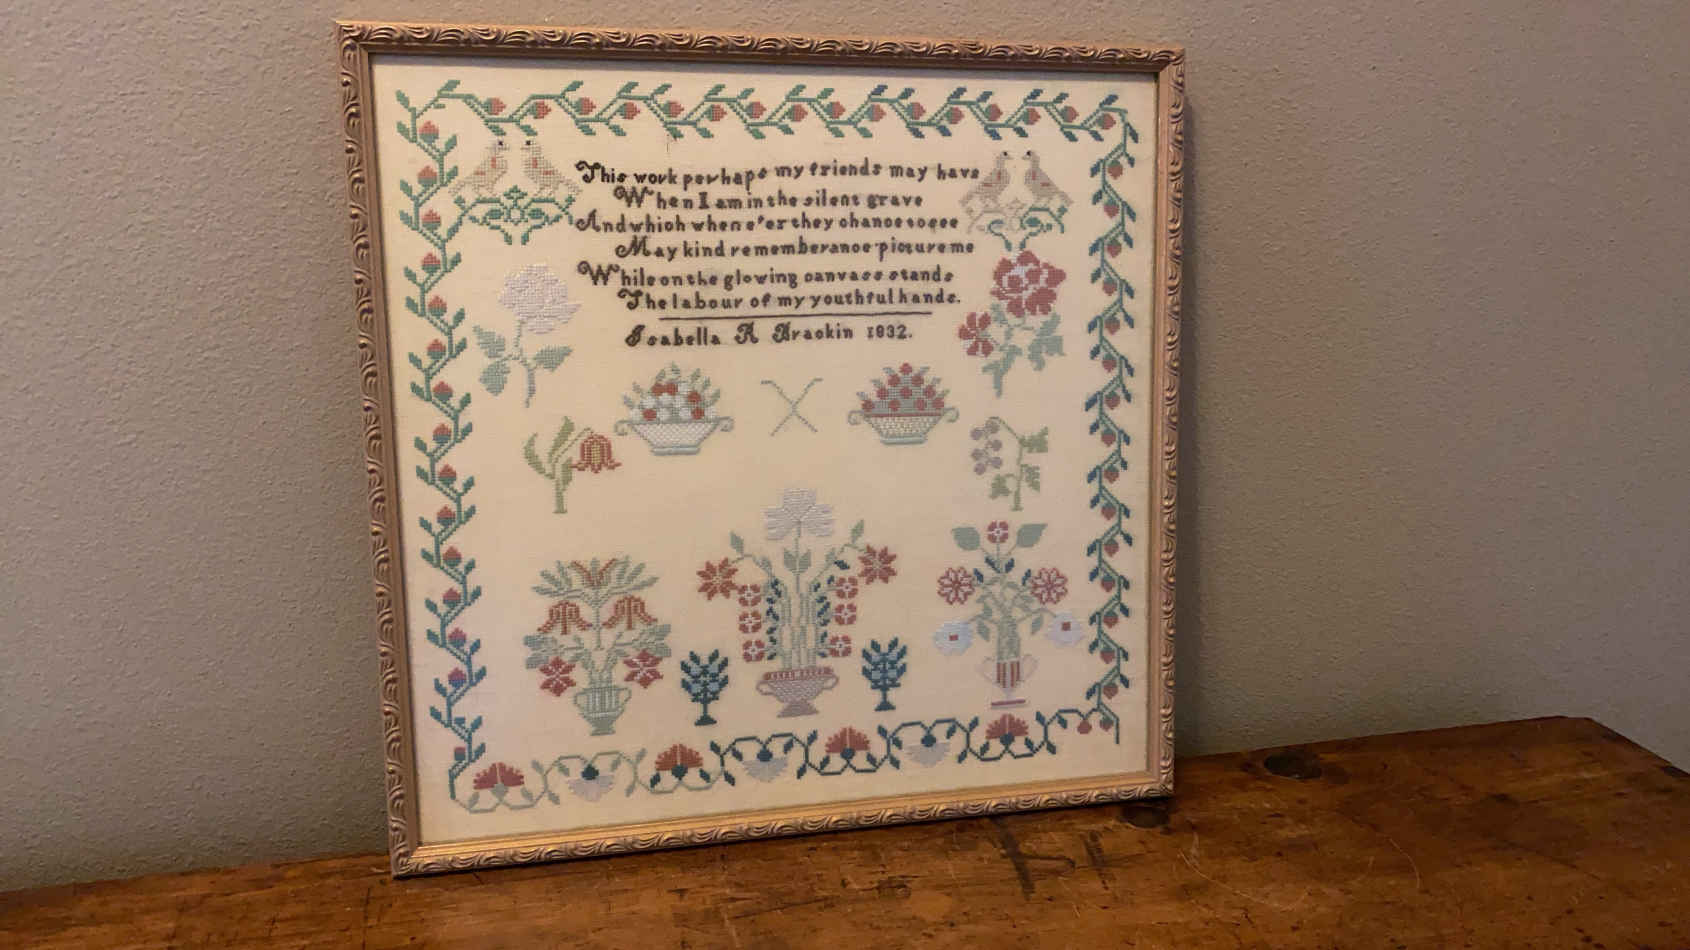 This work perhaps my friends may have
When I am in the silent grave
And which when e'er they chance to see
May kind rememberance picture me
While on the glowing canvass stands
The labour of my youthful hands.
Isabella A Brackin 1832.